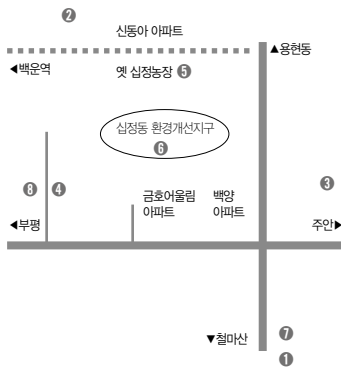 ❷
신동아 아파트
▲용현동
◀백운역
옛 십정농장 ❺
십정동 환경개선지구
❻
❸
❽ ❹
금호어울림
아파트
백양
아파트
◀부평
주안▶
❼
▼철마산
❶